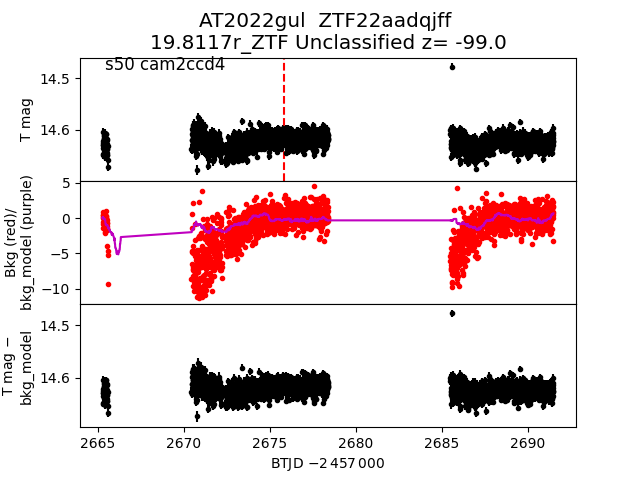 AT2022gul  ZTF22aadqjff
19.8117r_ZTF Unclassified z= -99.0
s50 cam2ccd4
14.5
14.6
T mag
5
0
−5
−10
Bkg (red)/
bkg_model (purple)
14.5
14.6
T mag −
bkg_model
2665 2670 2675 2680 2685 2690
BTJD −2 457 000